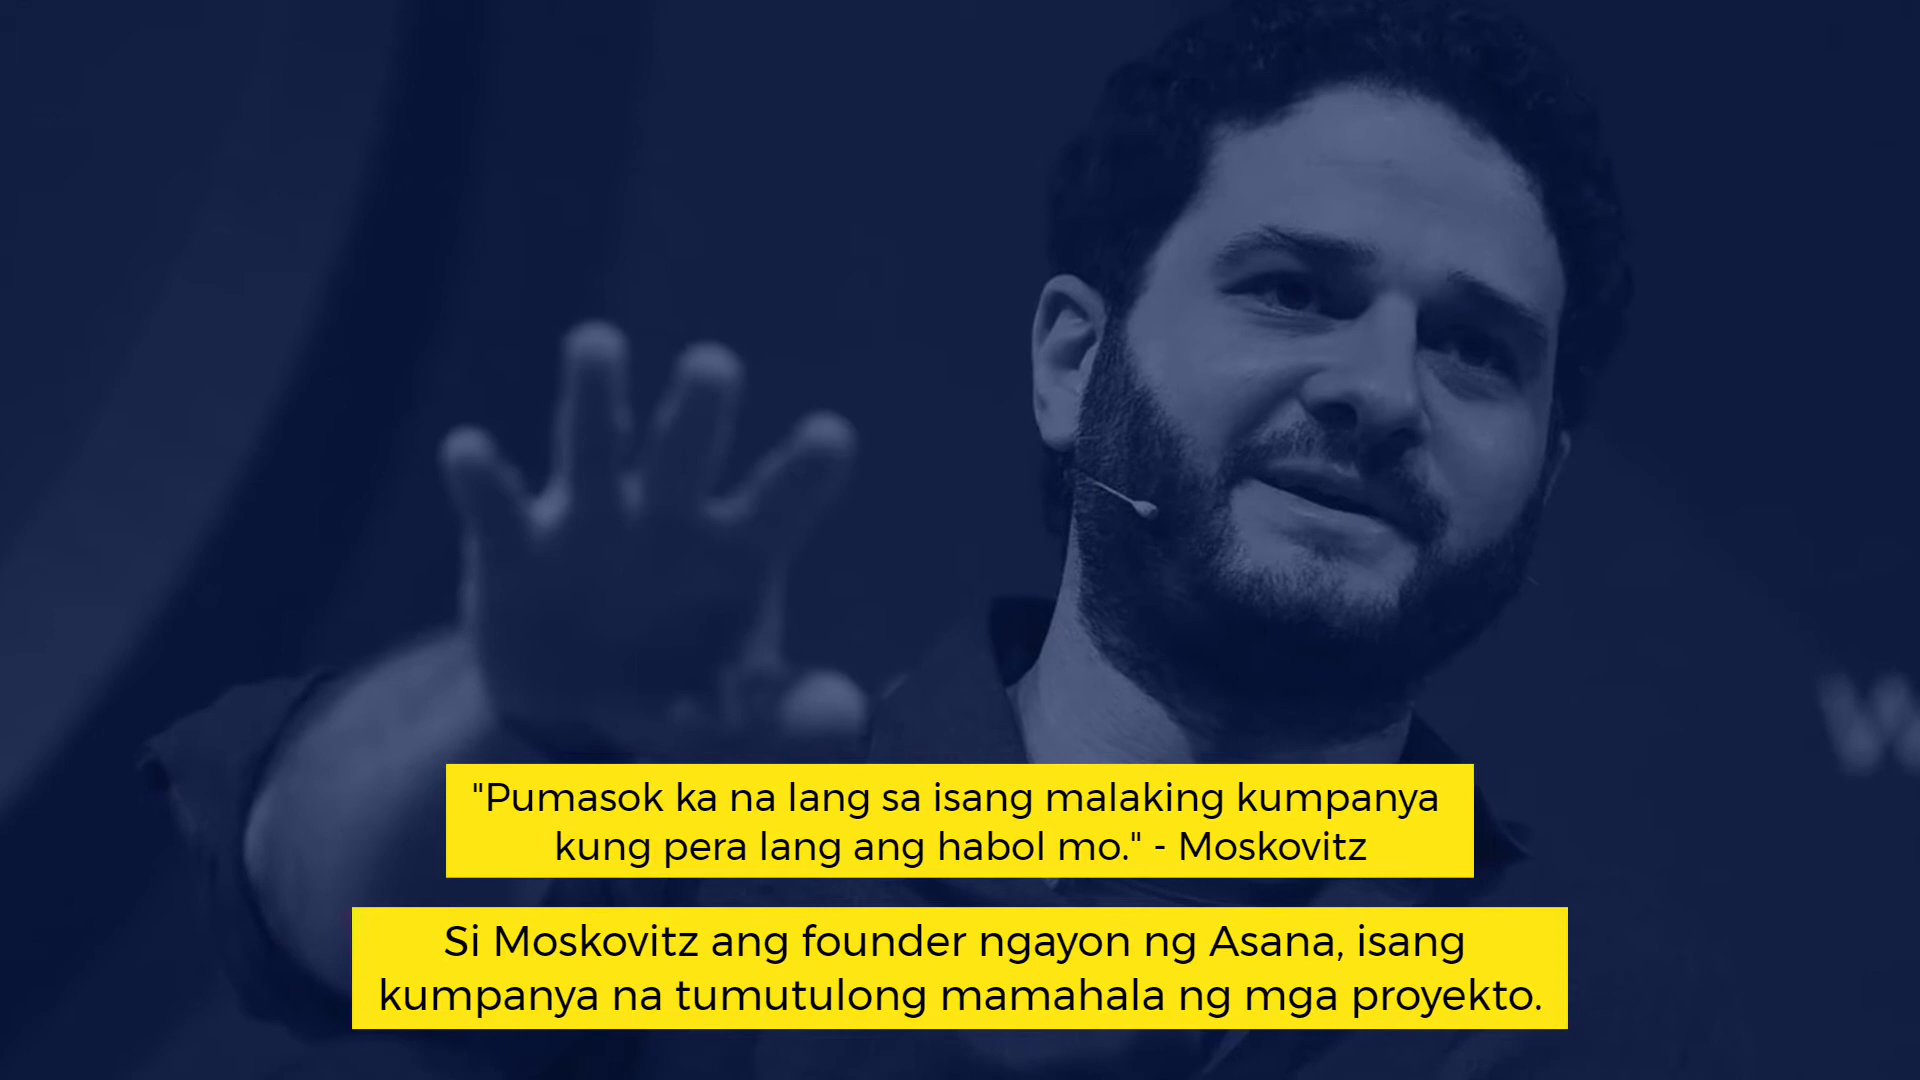 "Pumasok ka na lang sa isang malaking kumpanya
kung pera lang ang habol mo." - Moskovitz
Si Moskovitz ang founder ngayon ng Asana, isang
kumpanya na tumutulong mamahala ng mga proyekto.